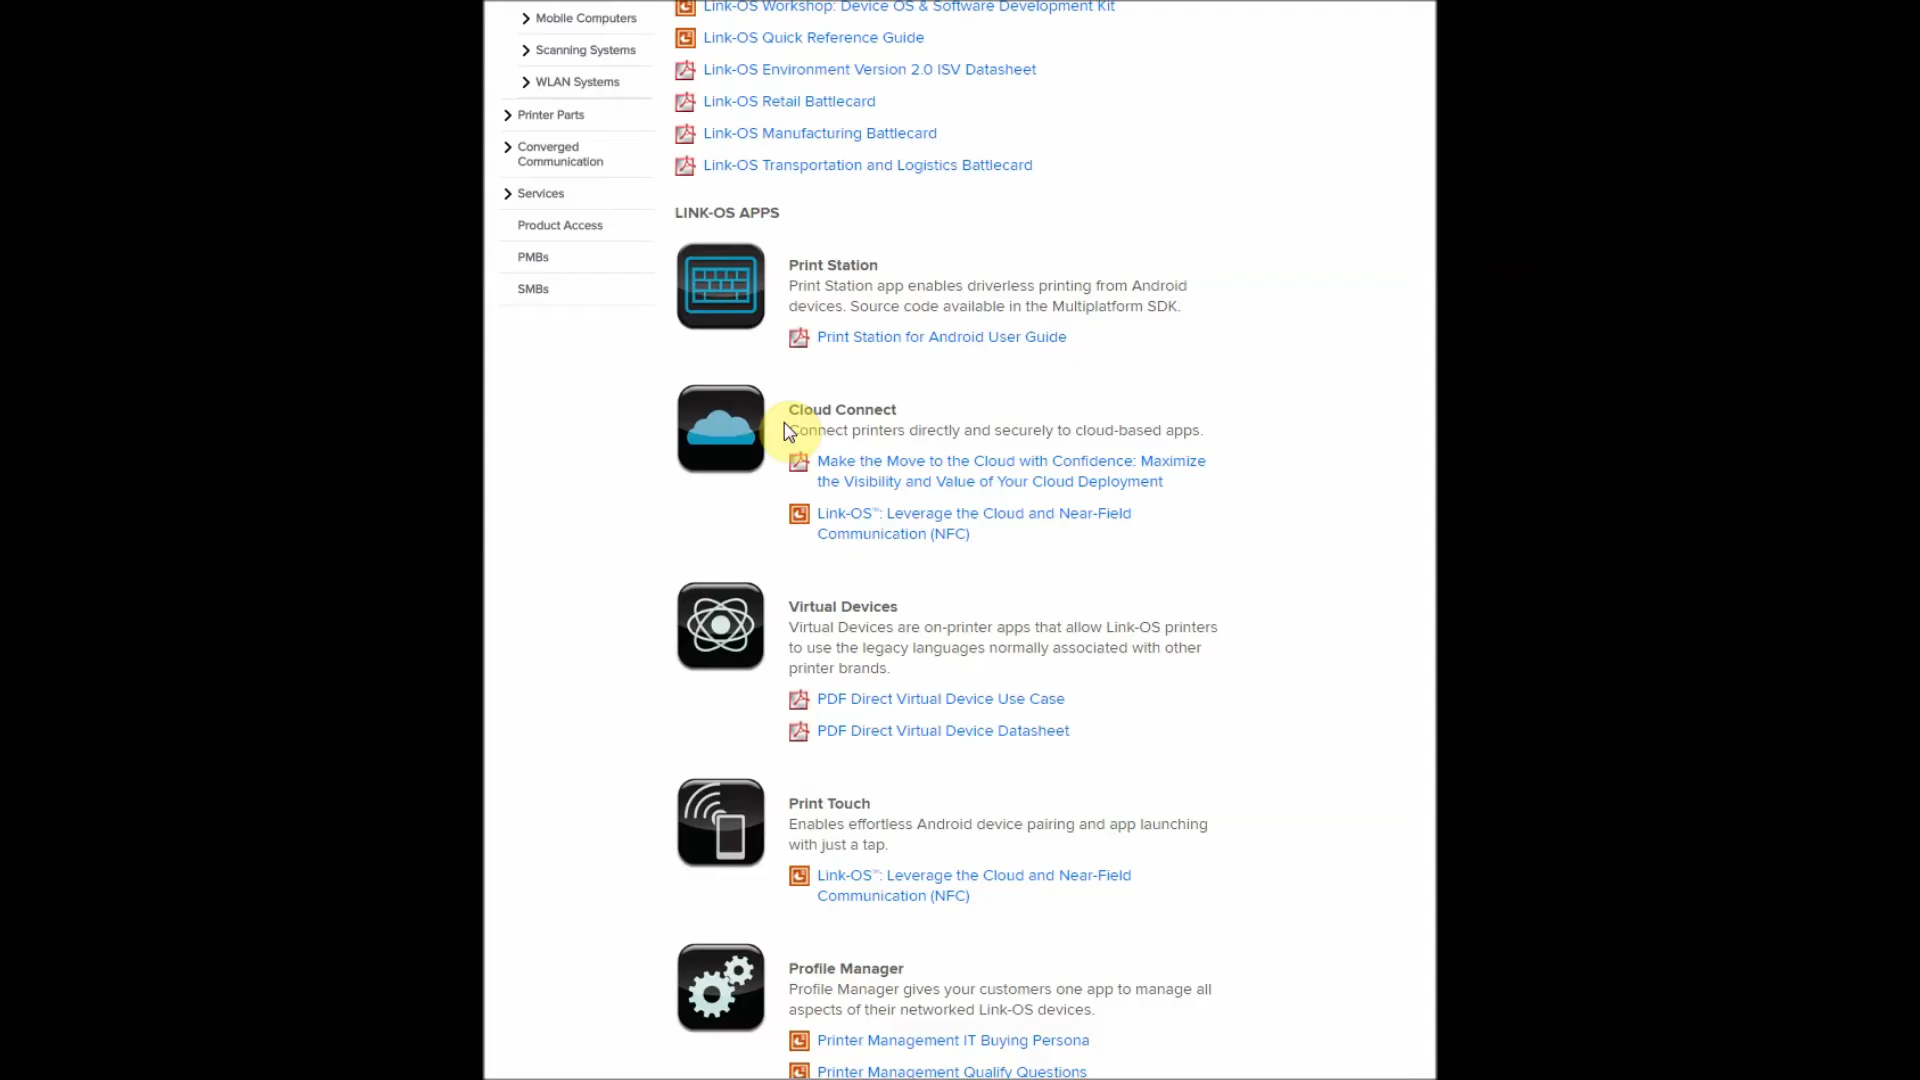 Mobile Computers
Scanning Systems
WLAN Systems
Printer Parts
Converged
Communication
Services
Product Access
PMBs
SMBs
Link-OS Workshop: Device OS & Software Development Kit
Link-OS Quick Reference Guide
Link-OS Environment Version 2.0 ISV Datasheet
Link-OS Retail Battlecard
Link-OS Manufacturing Battlecard
Link-OS Transportation and Logistics Battlecard
LINK-OS APPS
Print Station
Print Station app enables driverless printing from Android
devices. Source code available in the Multiplatform SDK.
Print Station for Android User Guide
Cloud Connect
Connect printers directly and securely to cloud-based apps.
Make the Move to the Cloud with Confidence: Maximize
the Visibility and Value of Your Cloud Deployment
Link-OS™: Leverage the Cloud and Near-Field
Communication (NFC)
Virtual Devices
Virtual Devices are on-printer apps that allow Link-OS printers
to use the legacy languages normally associated with other
printer brands.
PDF Direct Virtual Device Use Case
PDF Direct Virtual Device Datasheet
Print Touch
Enables effortless Android device pairing and app launching
with just a tap.
Link-OS™: Leverage the Cloud and Near-Field
Communication (NFC)
Profile Manager
Profile Manager gives your customers one app to manage all
aspects of their networked Link-OS devices.
Printer Management IT Buying Persona
Printer Management Qualify Questions